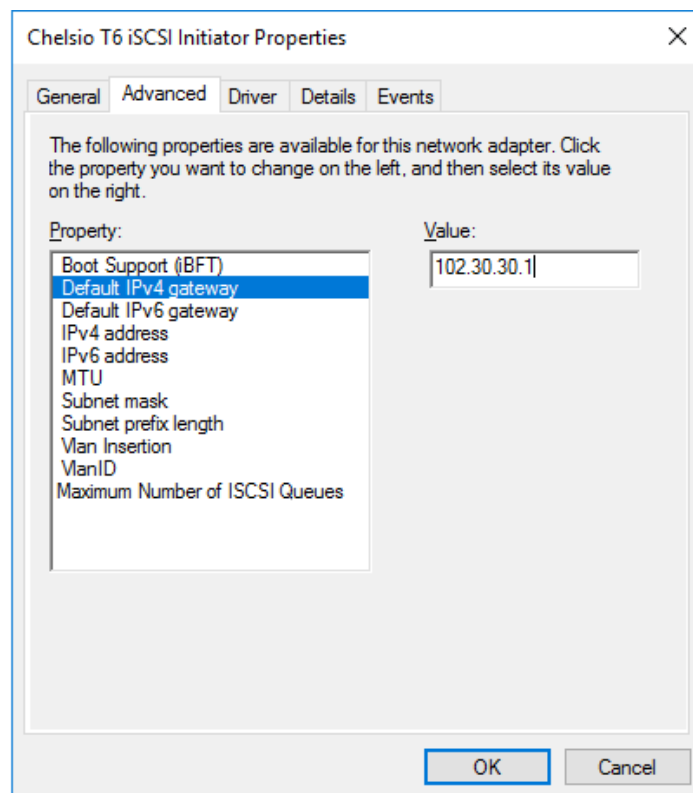 Chelsio T6 iSCSI Initiator Properties
General Advanced Driver Details Events
The following properties are available for this network adapter. Click
the property you want to change on the left, and then select its value
on the right.
Property:
Value:
Boot Support (iBFT)
102.30.30.1
Default IPv4 gateway
Default IPv6 gateway
IPv4 address
IPv6 address
MTU
Subnet mask
Subnet prefix length
Vlan Insertion
VlanID
Maximum Number of ISCSI Queues
OK
Cancel